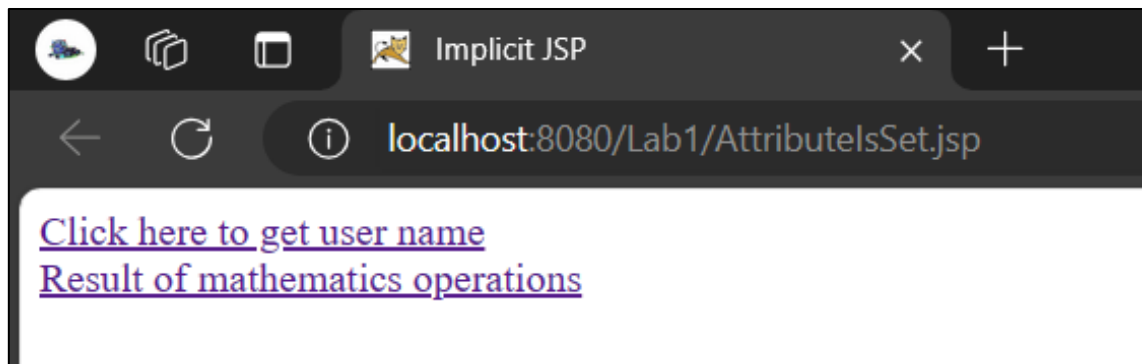 Implicit JSP
localhost:8080/Lab1/AttributeIsSet.jsp
Click here to get user name
Result of mathematics operations